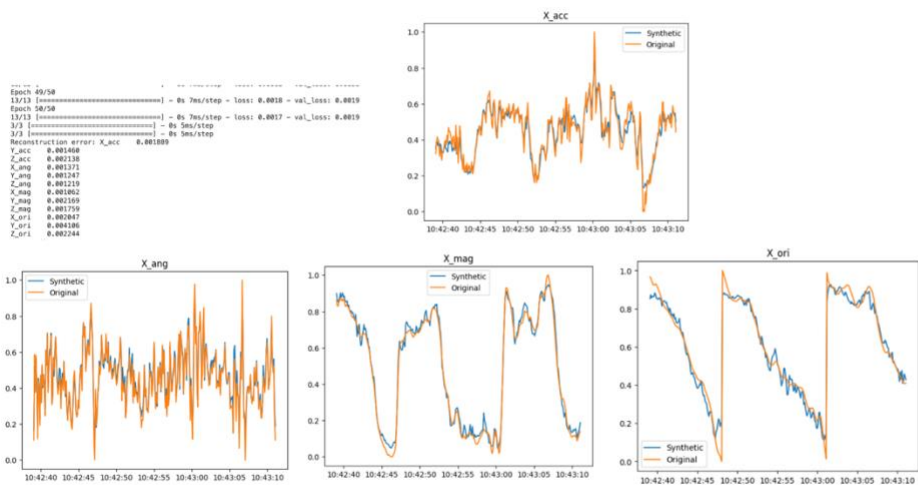 Epoch 49/50
13/13 [==============================] - 0s 7ms/step - loss: 0.0018 - val_loss: 0.0019
Epoch 50/50
13/13 [==============================] - 0s 7ms/step - loss: 0.0017 - val_loss: 0.0019
3/3 [==============================] - 0s 5ms/step
3/3 [==============================] - 0s 5ms/step
Reconstruction error: X_acc 0.001889
Y_acc 0.001460
Z_acc 0.002138
X_ang 0.001371
Y_ang 0.001247
Z_ang 0.001219
X_mag 0.001062
Y_mag 0.002169
Z_mag 0.001759
X_ori 0.002047
Y_ori 0.004106
Z_ori 0.002244
X_acc
Synthetic
Original
1.0
0.8
0.6
0.4
0.2
0.0
10:42:40 10:42:45 10:42:50 10:42:55 10:43:00 10:43:05 10:43:10
X_ang
Synthetic
Original
1.0
0.8
0.6
0.4
0.2
0.0
10:42:40 10:42:45 10:42:50 10:42:55 10:43:00 10:43:05 10:43:10
X_mag
Synthetic
Original
1.0
0.8
0.6
0.4
0.2
0.0
10:42:40 10:42:45 10:42:50 10:42:55 10:43:00 10:43:05 10:43:10
X_ori
1.0
0.8
0.6
0.4
0.2
0.0
Synthetic
Original
10:42:40 10:42:45 10:42:50 10:42:55 10:43:00 10:43:05 10:43:10